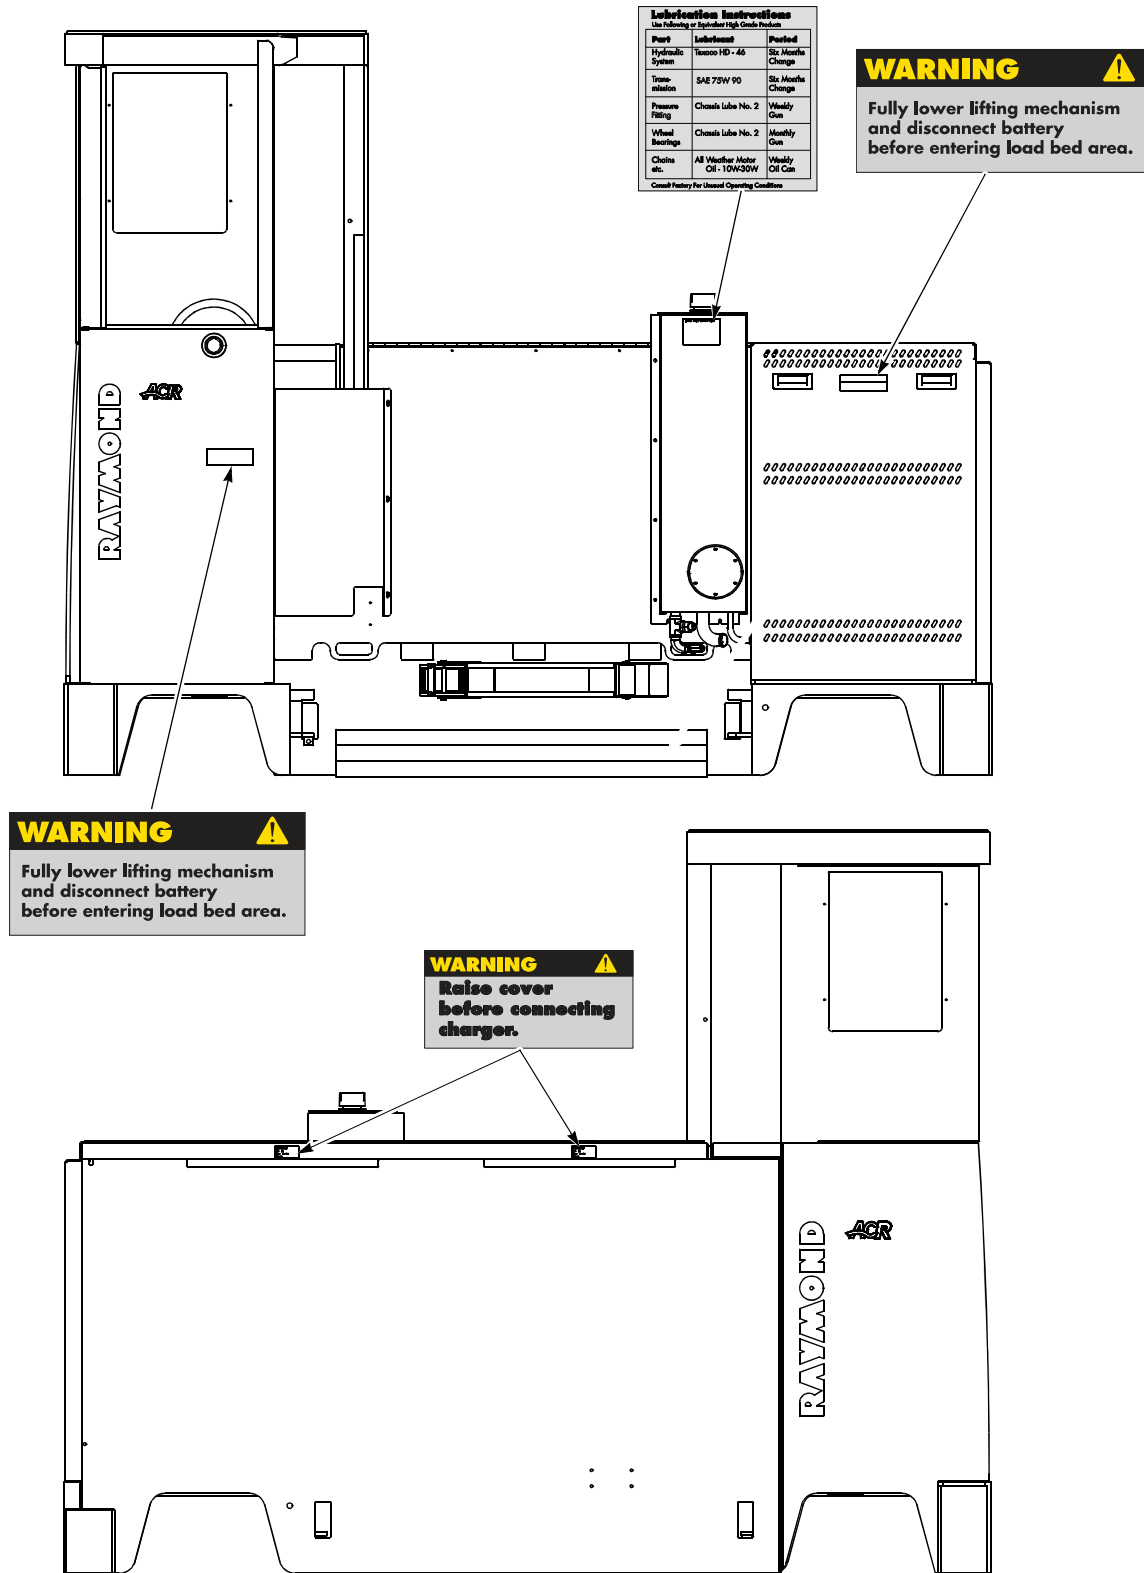 Lubrication Instructions
Use Following or Equivalent High Grade Products
Part Lubricant Period
Hydraulic System Texaco HD - 46 Six Months Change
Trans-mission SAE 75W 90 Six Months Change
Pressure Fitting Chassis Lube No. 2 Weekly Gun
Wheel Bearings Chassis Lube No. 2 Monthly Gun
Chains etc. All Weather Motor Oil - 10W-30W Weekly Oil Can
Consult Factory For Unusual Operating Conditions
WARNING
Fully lower lifting mechanism
and disconnect battery
before entering load bed area.
RAYMOND
ACR
WARNING
Fully lower lifting mechanism
and disconnect battery
before entering load bed area.
WARNING
Raise cover
before connecting
charger.
RAYMOND
ACR